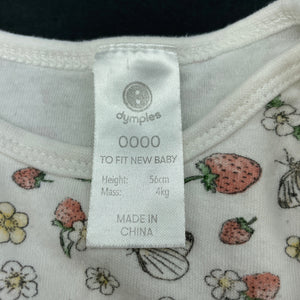 dymples
0000
TO FIT NEW BABY
Height: 56cm
Mass: 4kg
MADE IN
CHINA